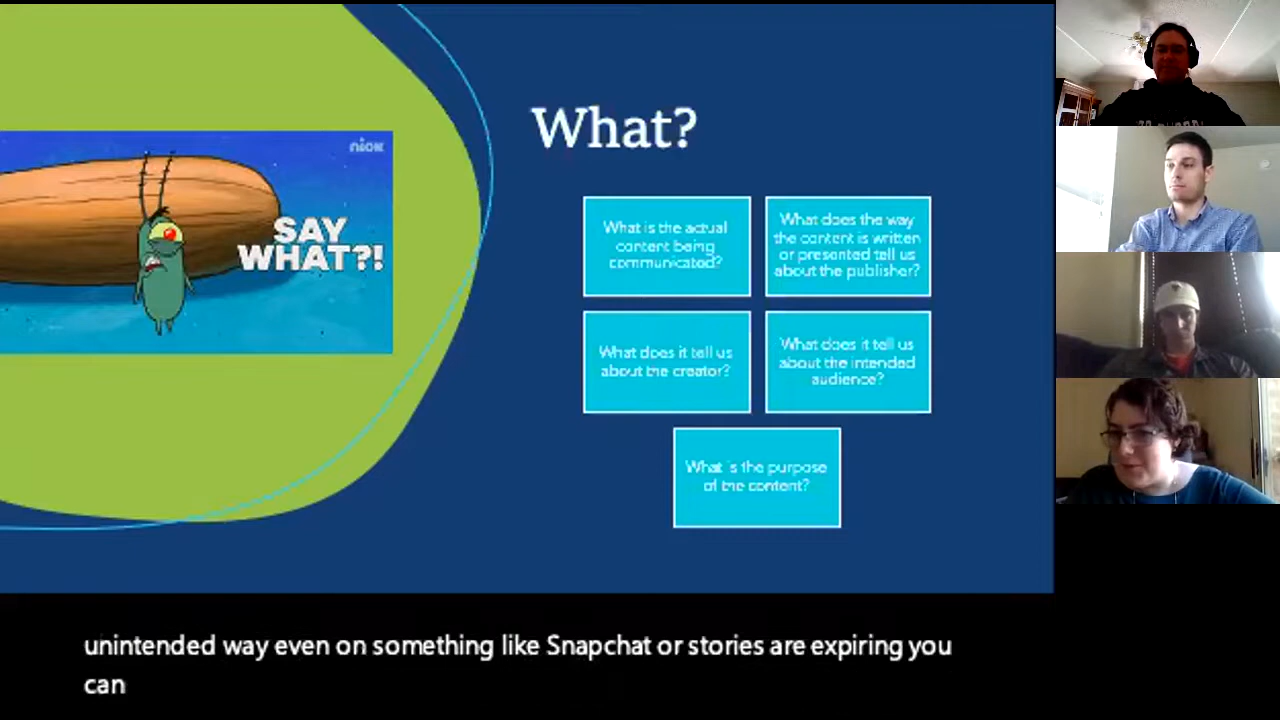 nick
SAY
WHAT?!
What?
What is the actual
content being
communicated?
What does the way
the content is written
or presented tell us
about the publisher?
What does it tell us
about the creator?
What does it tell us
about the intended
audience?
What is the purpose
of the content?
unintended way even on something like Snapchat or stories are expiring you
can